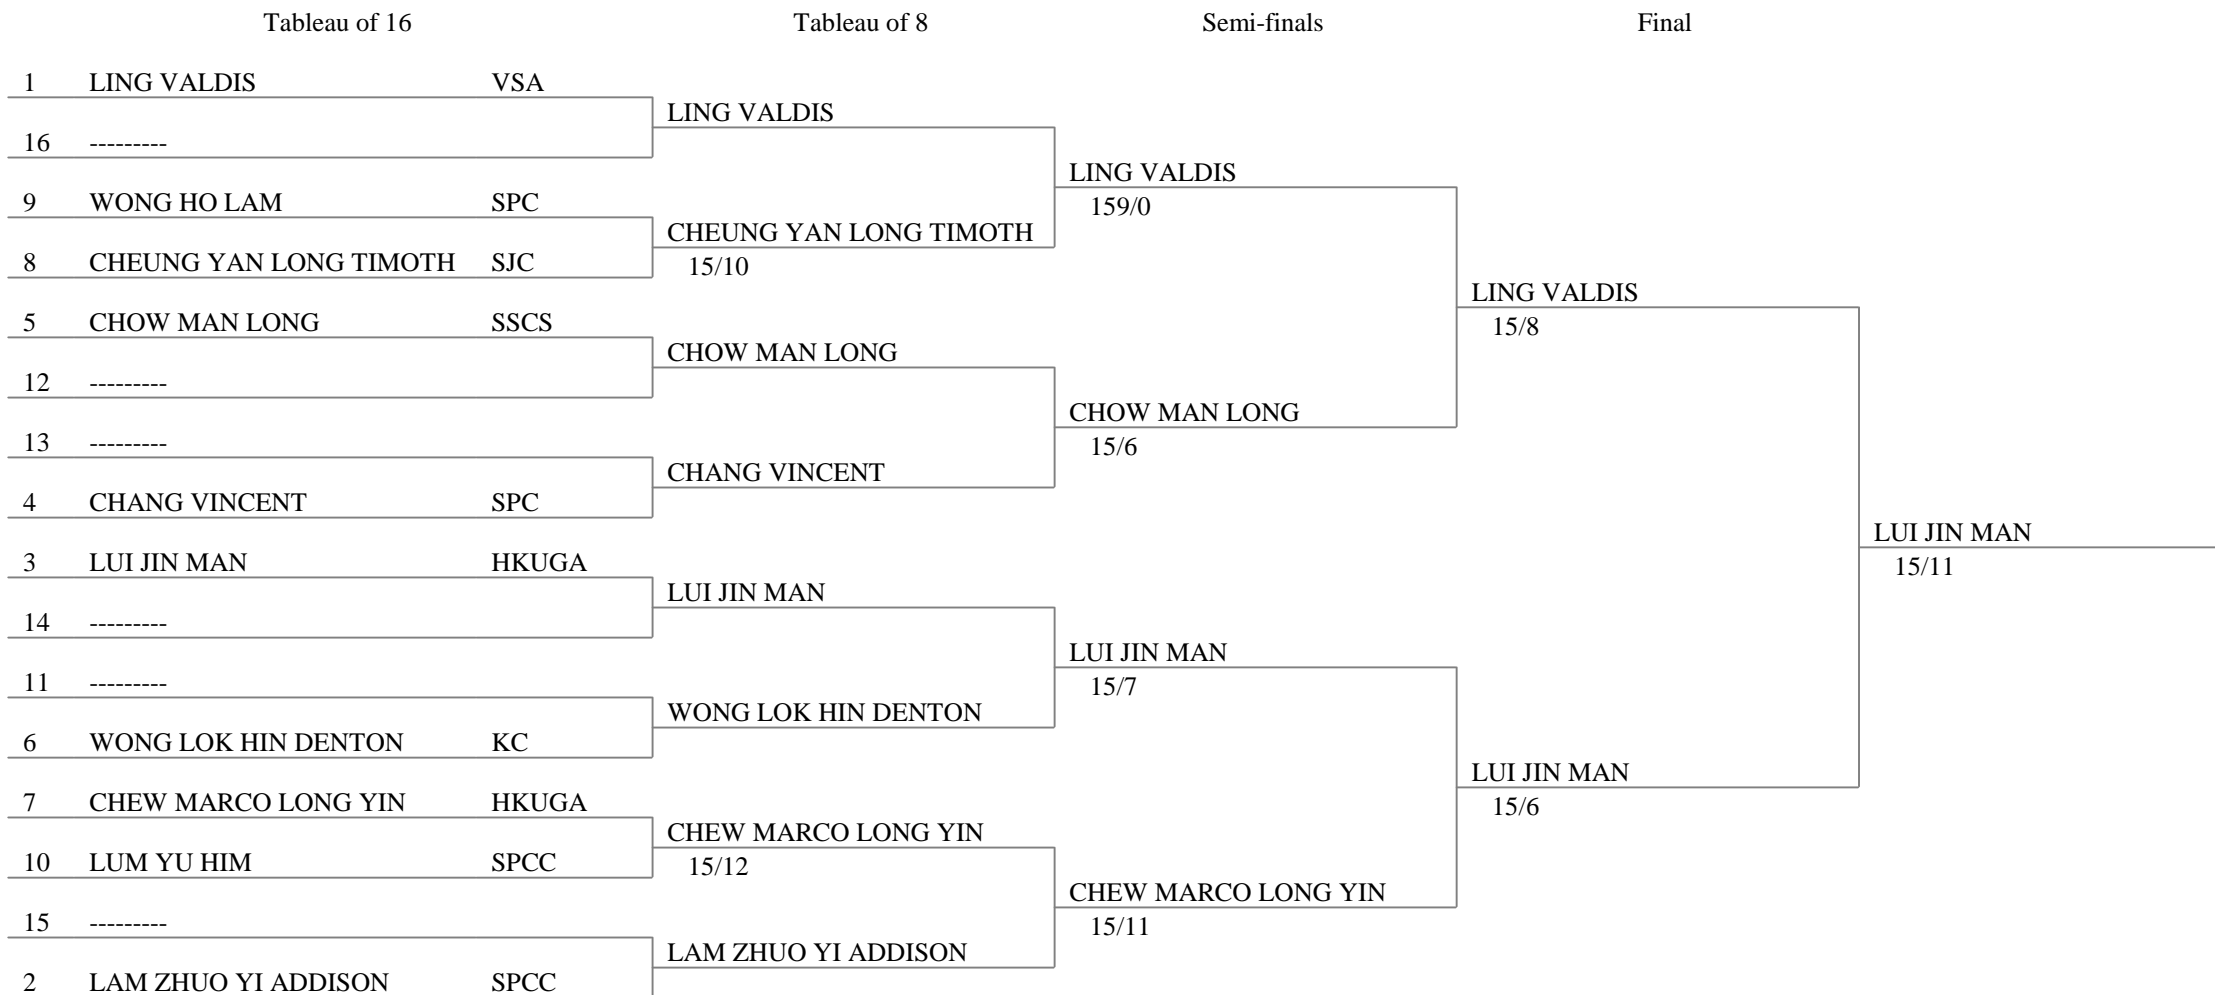 Tableau of 16 Tableau of 8 Semi-finals Final
1 LING VALDIS VSA
LING VALDIS
16 ---------
LING VALDIS
9 WONG HO LAM SPC
159/0
CHEUNG YAN LONG TIMOTH
8 CHEUNG YAN LONG TIMOTH SJC
15/10
LING VALDIS
5 CHOW MAN LONG SSCS
15/8
CHOW MAN LONG
12 ---------
CHOW MAN LONG
13 ---------
15/6
CHANG VINCENT
4 CHANG VINCENT SPC
LUI JIN MAN
3 LUI JIN MAN HKUGA
15/11
LUI JIN MAN
14 ---------
LUI JIN MAN
11 ---------
15/7
WONG LOK HIN DENTON
6 WONG LOK HIN DENTON KC
LUI JIN MAN
7 CHEW MARCO LONG YIN HKUGA
15/6
CHEW MARCO LONG YIN
10 LUM YU HIM SPCC
15/12
CHEW MARCO LONG YIN
15 ---------
15/11
LAM ZHUO YI ADDISON
2 LAM ZHUO YI ADDISON SPCC